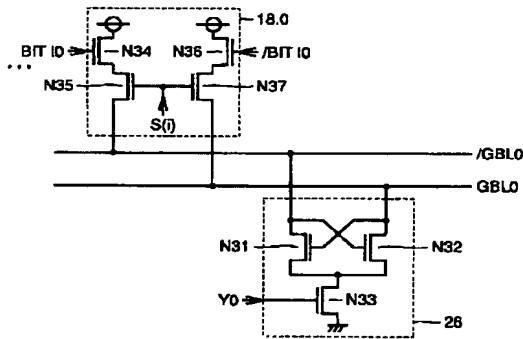 18.0
BIT I0 N34 N36 /BIT I0
...
N35 N37
S(i)
/GBL0
GBL0
N31 N32
Y0 N33
26